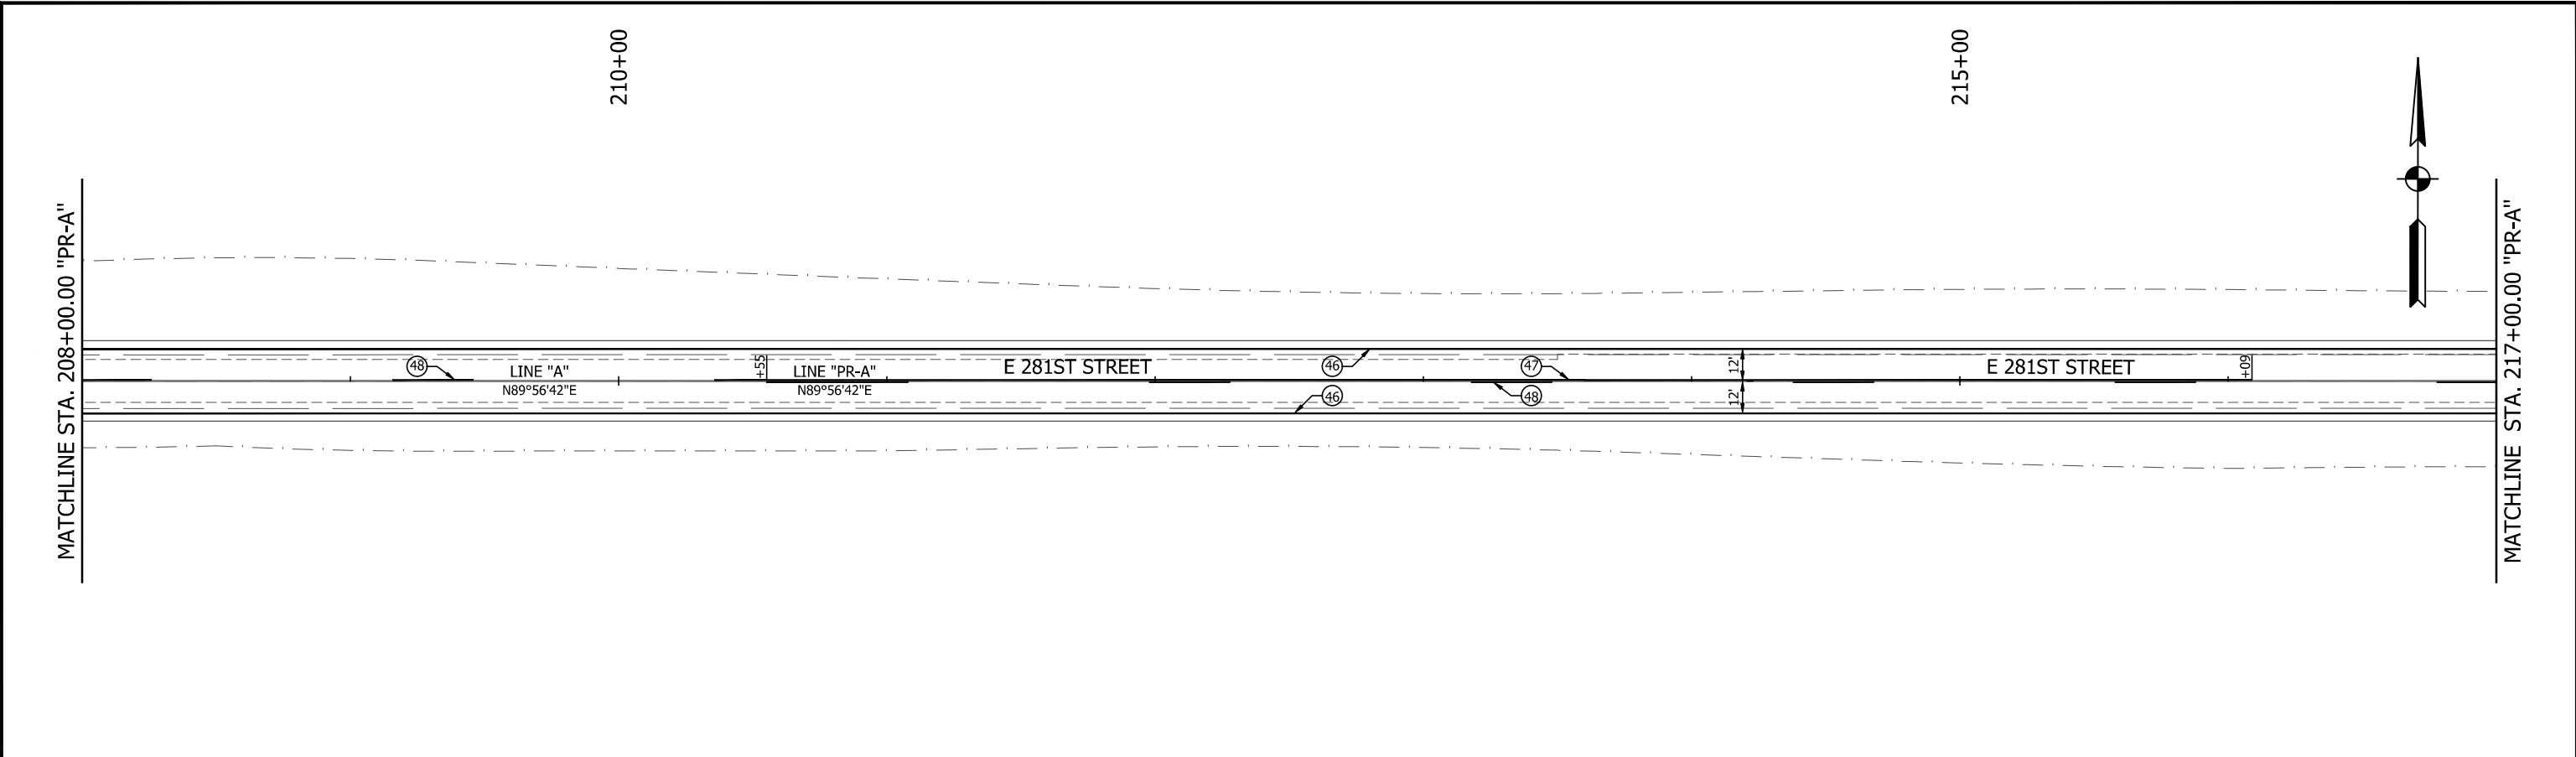 210+00
215+00
MATCHLINE STA. 208+00.00 "PR-A"
MATCHLINE STA. 217+00.00 "PR-A"
48
LINE "A"
N89°56'42"E
+55
LINE "PR-A"
N89°56'42"E
E 281ST STREET
46
46
47
48
12'
12'
E 281ST STREET
+09